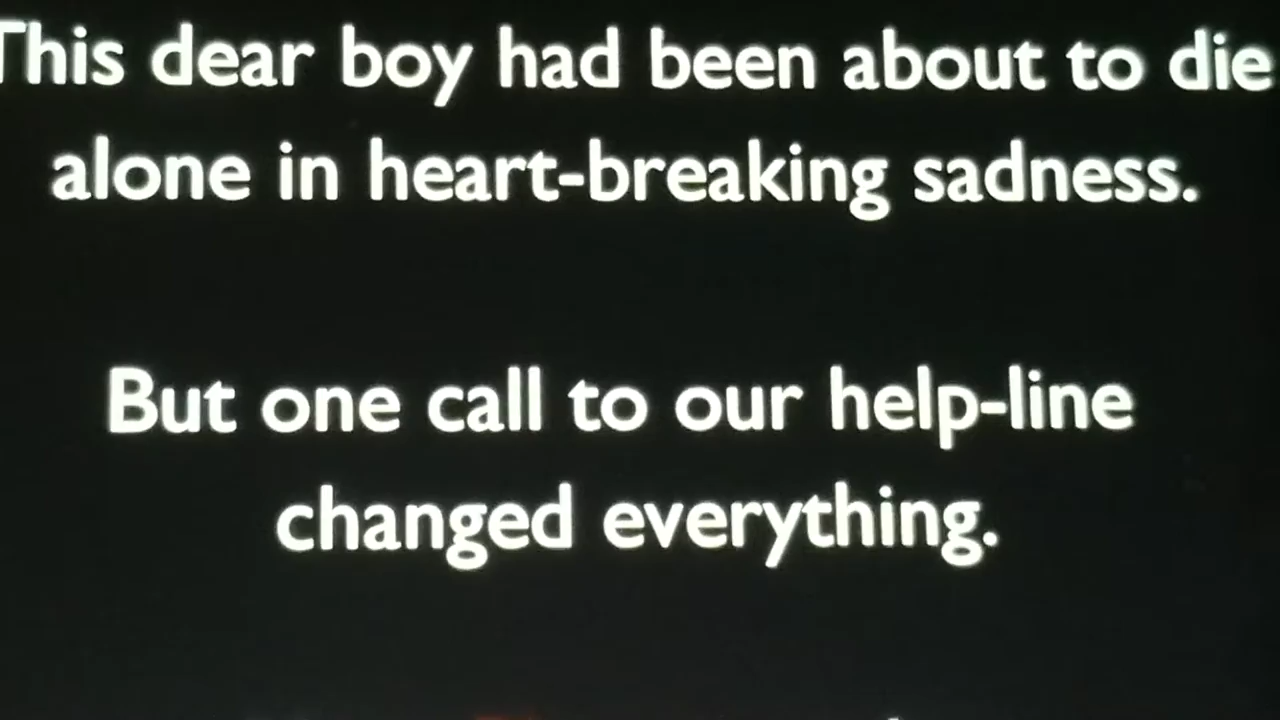 This dear boy had been about to die
alone in heart-breaking sadness.
But one call to our help-line
changed everything.